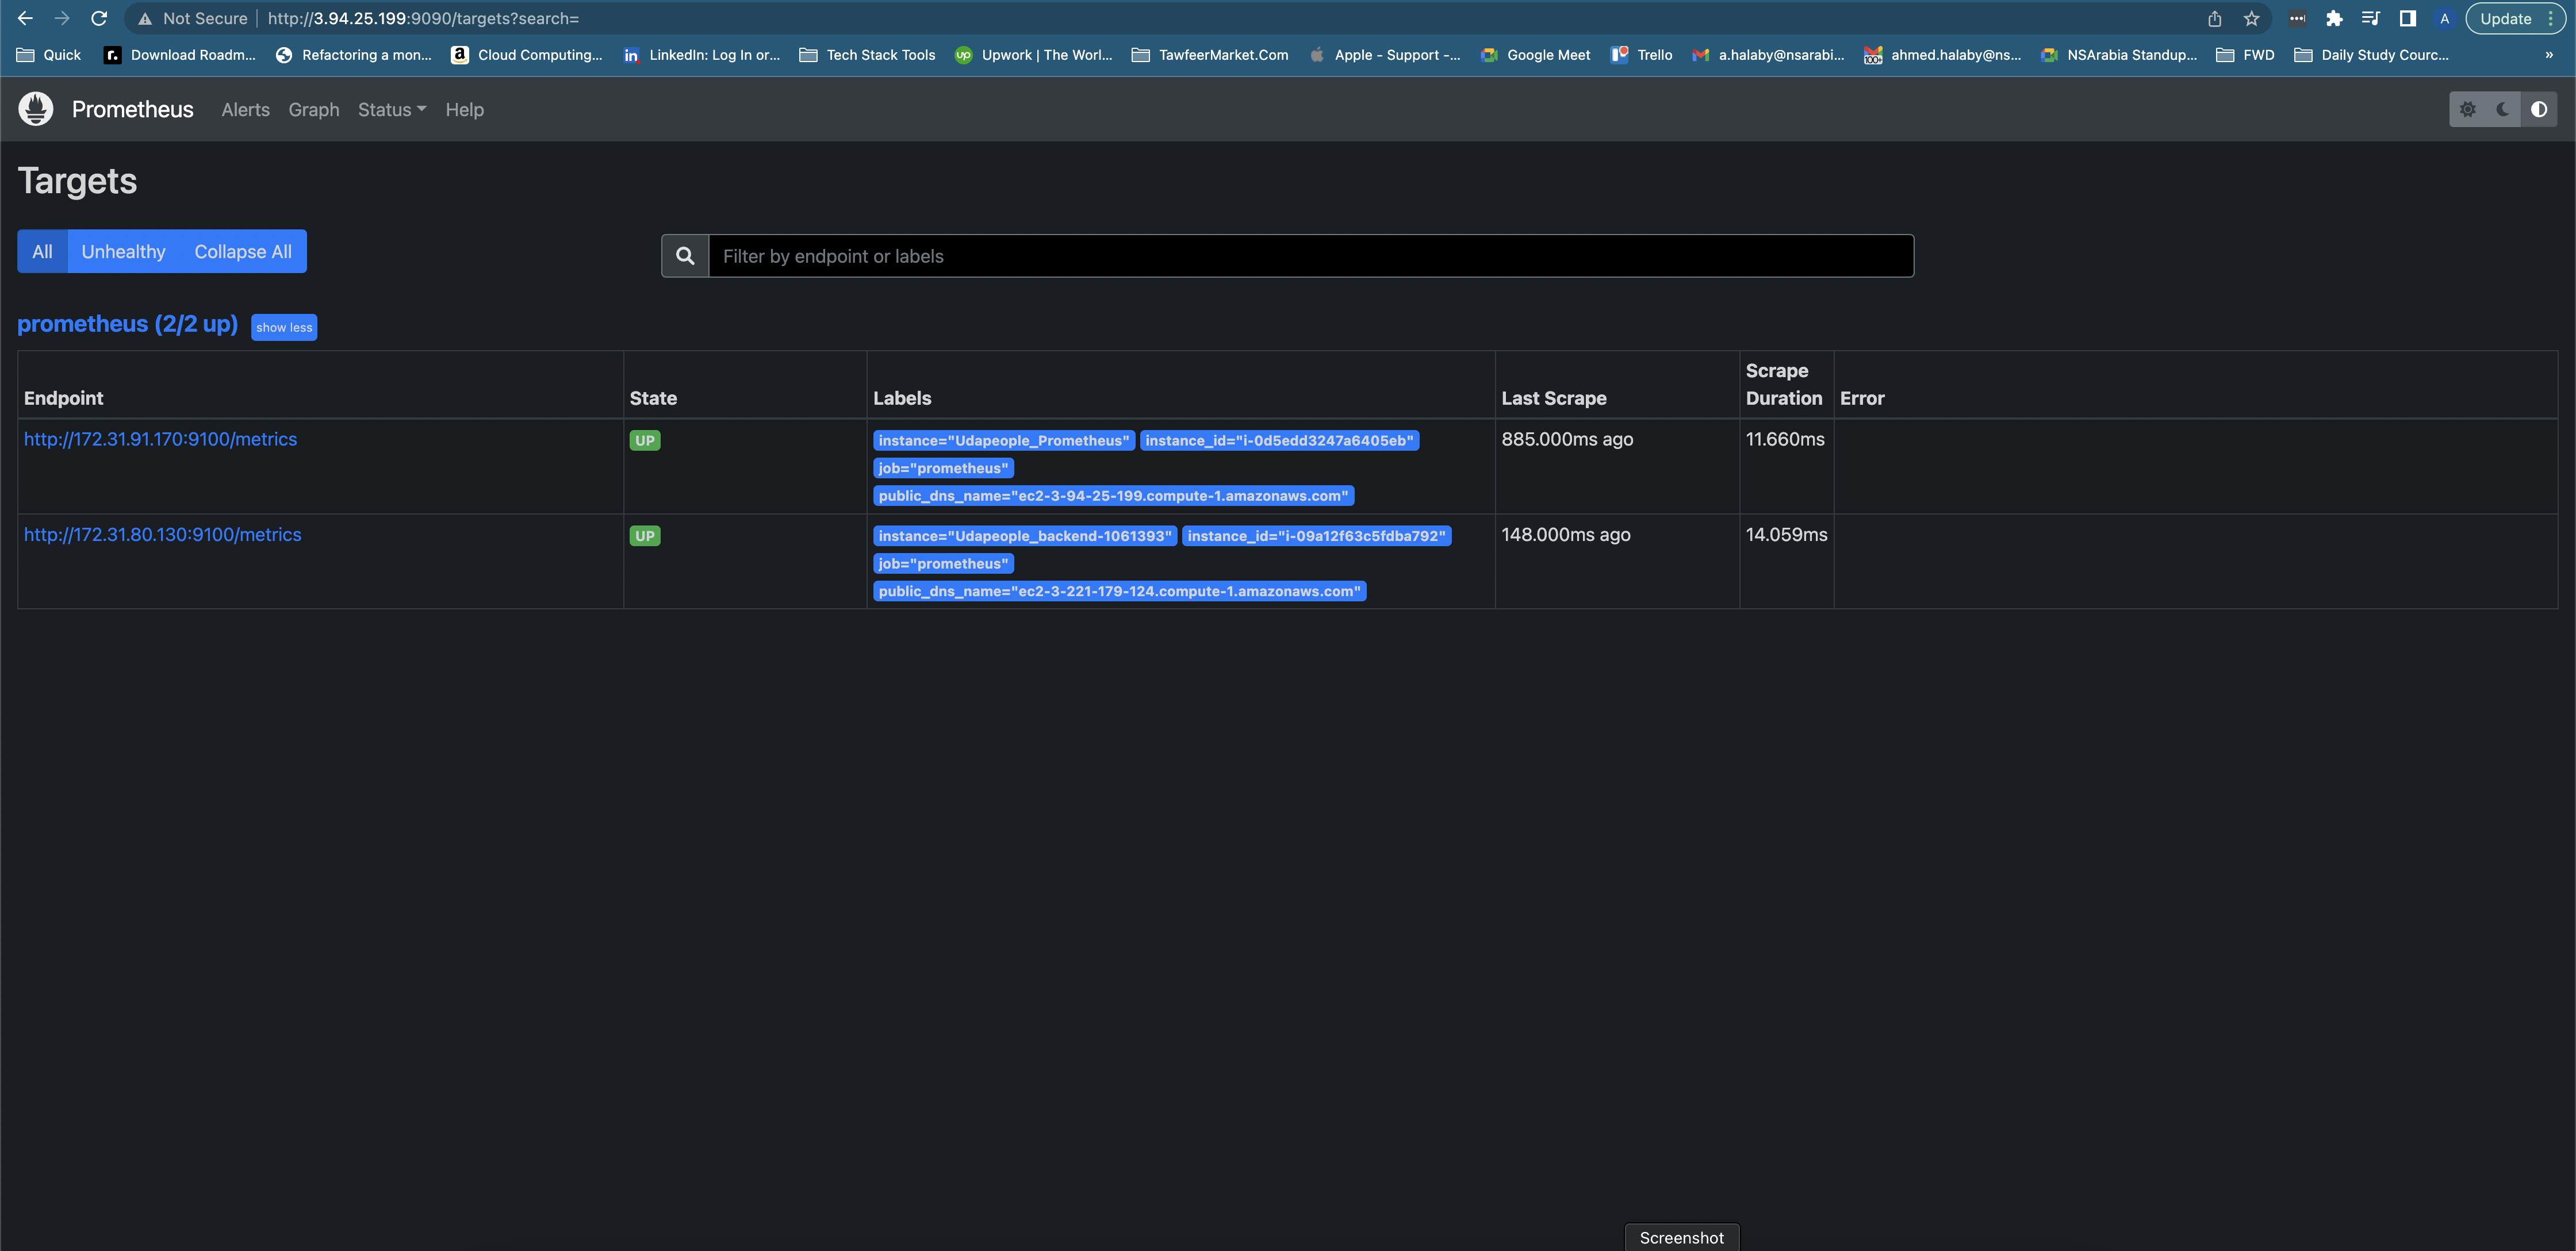 Not Secure | http://3.94.25.199:9090/targets?search=
Update
Quick Download Roadm... Refactoring a mon... Cloud Computing... LinkedIn: Log In or... Tech Stack Tools Upwork | The Worl... TawfeerMarket.Com Apple - Support -... Google Meet Trello a.halaby@nsarabi... ahmed.halaby@ns... NSArabia Standup... FWD Daily Study Courc... »
Prometheus Alerts Graph Status Help
Targets
All Unhealthy Collapse All
Filter by endpoint or labels
prometheus (2/2 up) show less
Endpoint State Labels Last Scrape Scrape Duration Error
http://172.31.91.170:9100/metrics UP instance="Udapeople_Prometheus" instance_id="i-0d5edd3247a6405eb" 885.000ms ago 11.660ms
job="prometheus"
public_dns_name="ec2-3-94-25-199.compute-1.amazonaws.com"
http://172.31.80.130:9100/metrics UP instance="Udapeople_backend-1061393" instance_id="i-09a12f63c5fdba792" 148.000ms ago 14.059ms
job="prometheus"
public_dns_name="ec2-3-221-179-124.compute-1.amazonaws.com"
Screenshot